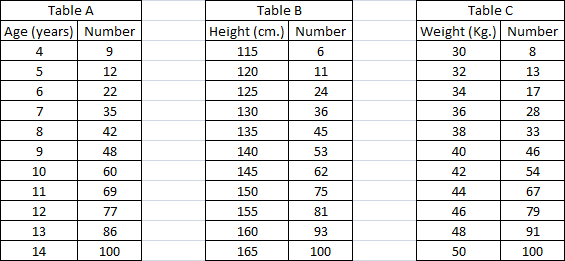 Table A Table B Table C
Age (years) Number Height (cm.) Number Weight (Kg.) Number
4 9 115 6 30 8
5 12 120 11 32 13
6 22 125 24 34 17
7 35 130 36 36 28
8 42 135 45 38 33
9 48 140 53 40 46
10 60 145 62 42 54
11 69 150 75 44 67
12 77 155 81 46 79
13 86 160 93 48 91
14 100 165 100 50 100